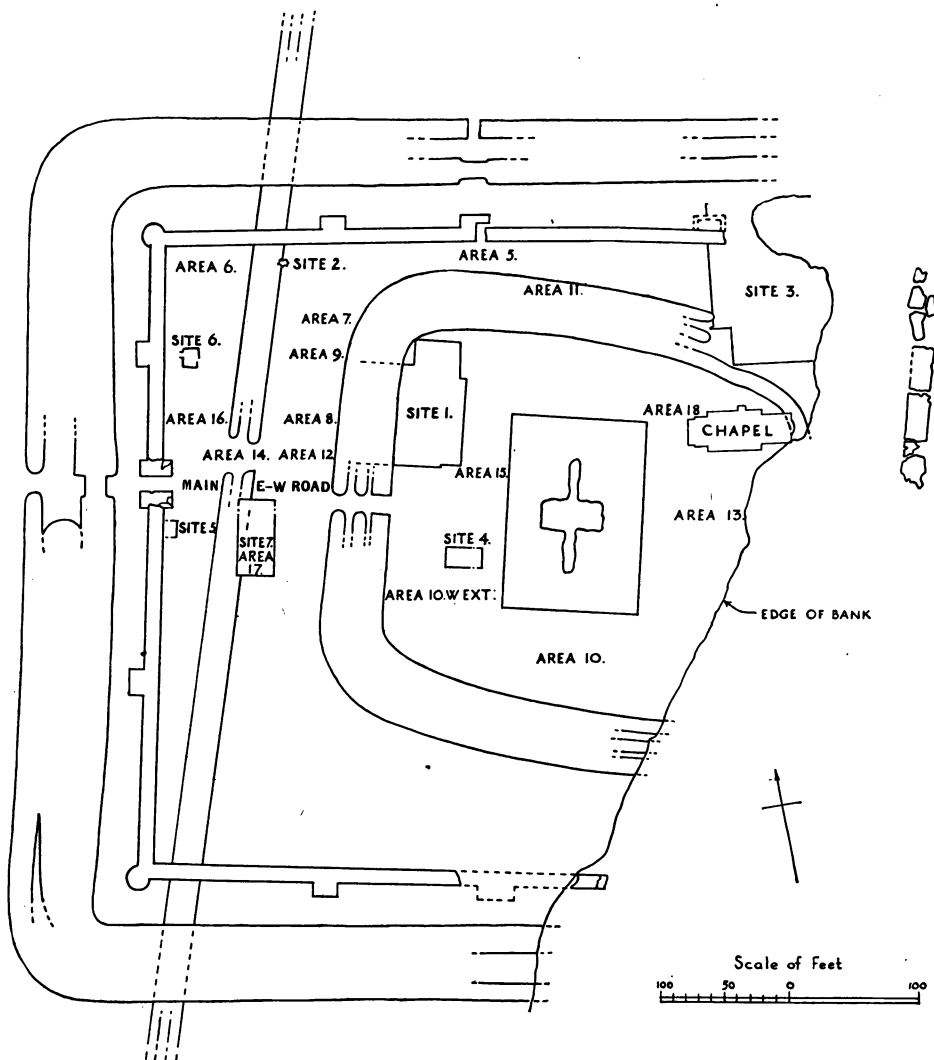 AREA 5.
AREA 6.
SITE 2.
AREA 11.
SITE 3.
AREA 7.
SITE 6.
AREA 9.
AREA 16.
AREA 8.
SITE 1.
AREA 18
CHAPEL
AREA 14.
AREA 12.
AREA 15.
MAIN E-W ROAD
AREA 13.
SITE 5
SITE 7.
AREA
17.
SITE 4.
AREA 10. W EXT:
EDGE OF BANK
AREA 10.
Scale of Feet
100 50 0 100